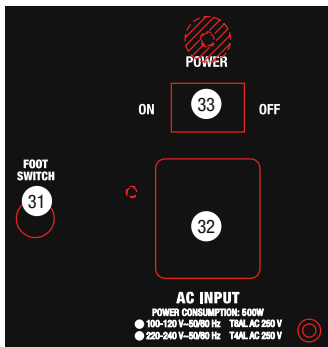 POWER
ON 33 OFF
FOOT
SWITCH
31
32
AC INPUT
POWER CONSUMPTION: 500W
100-120 V~50/60 Hz T8AL AC 250 V
220-240 V~50/60 Hz T4AL AC 250 V